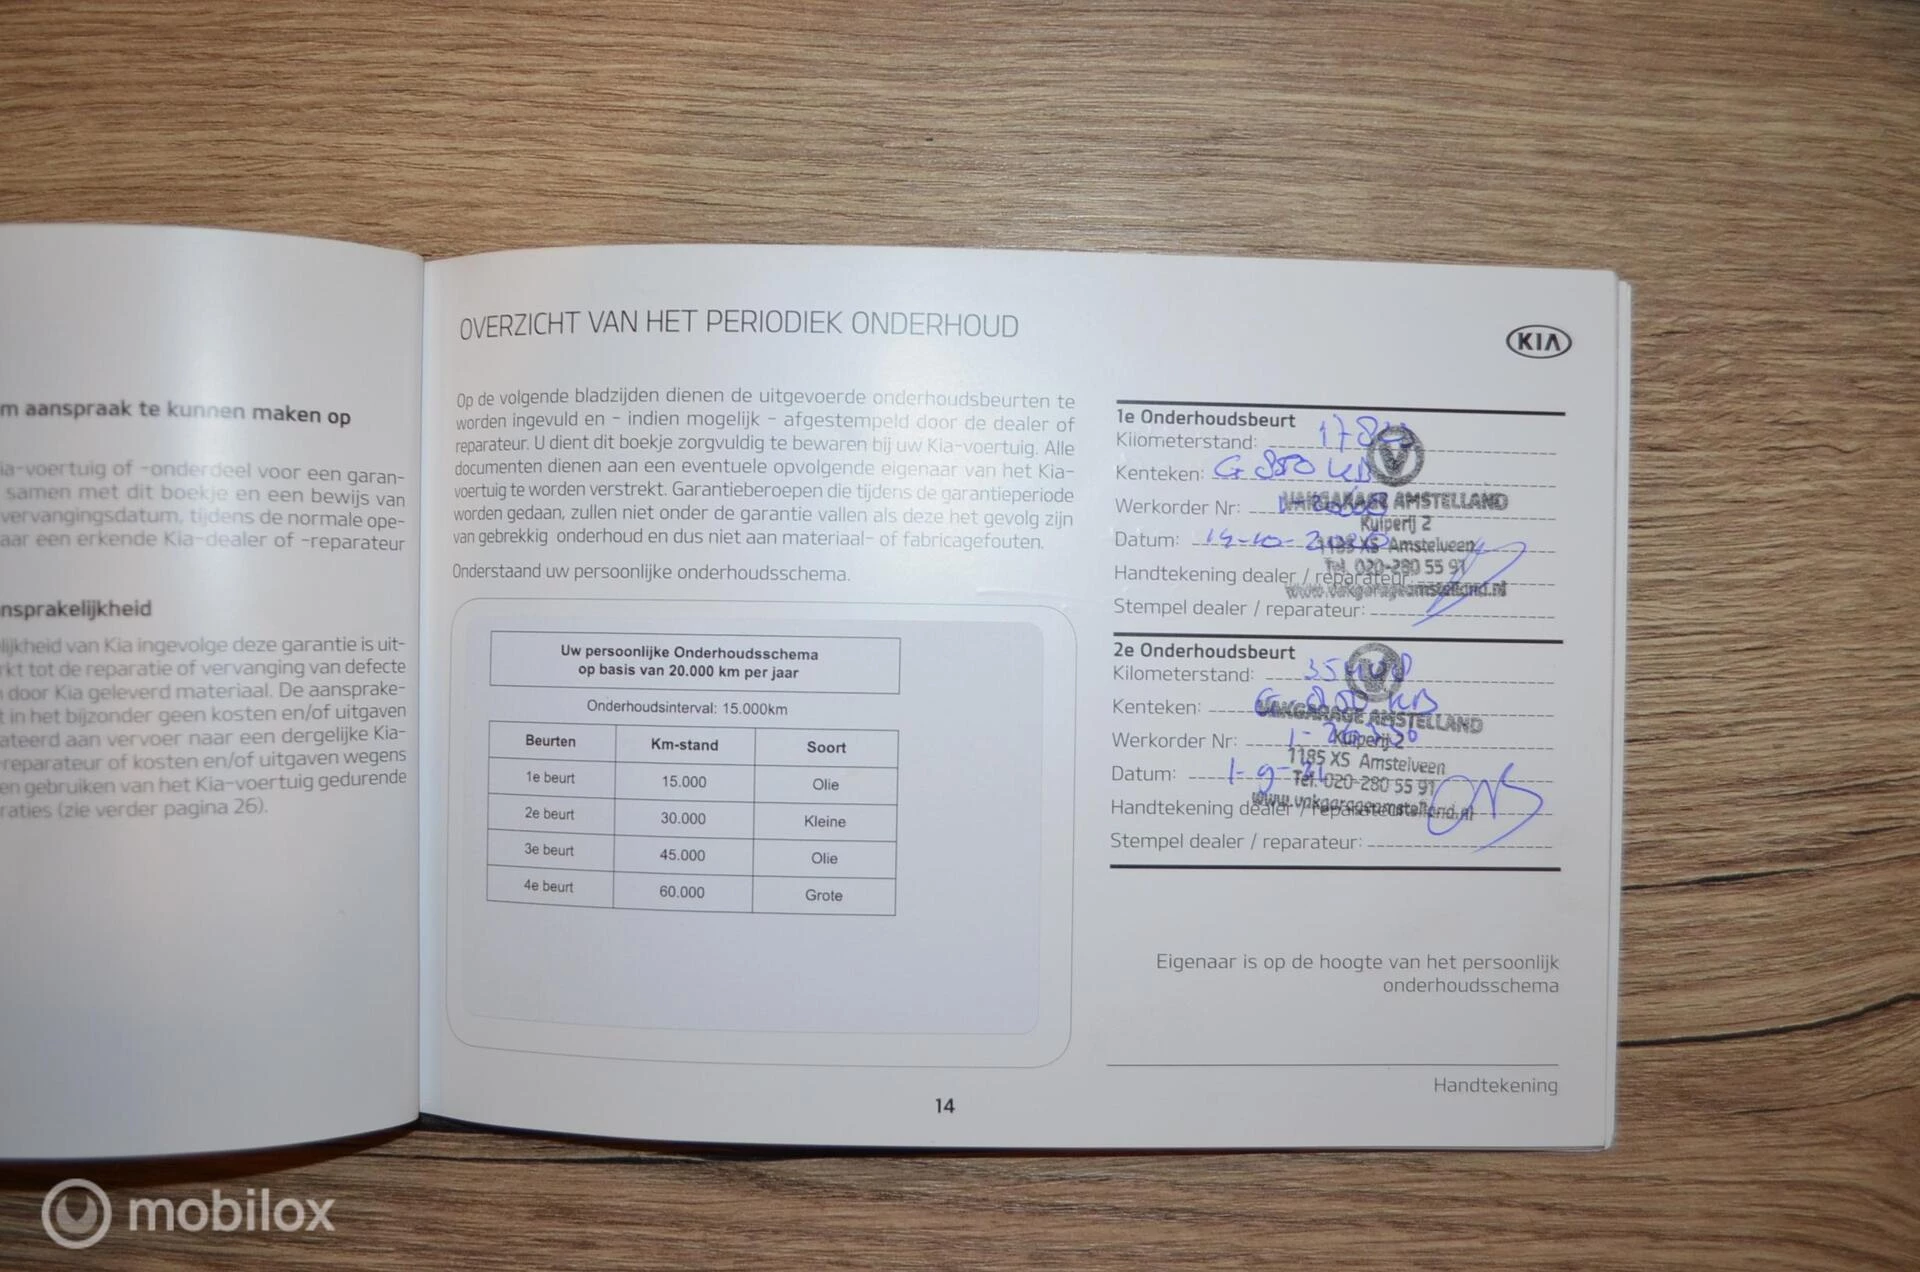 m aanspraak te kunnen maken op
ia-voertuig of -onderdeel voor een garan-
samen met dit boekje en een bewijs van
vervangingsdatum, tijdens de normale ope-
aar een erkende Kia-dealer of -reparateur
nsprakelijkheid
lijkheid van Kia ingevolge deze garantie is uit-
rkt tot de reparatie of vervanging van defecte
door Kia geleverd materiaal. De aansprake-
t in het bijzonder geen kosten en/of uitgaven
ateerd aan vervoer naar een dergelijke Kia-
reparateur of kosten en/of uitgaven wegens
en gebruiken van het Kia-voertuig gedurende
raties (zie verder pagina 26).
OVERZICHT VAN HET PERIODIEK ONDERHOUD
KIA
Op de volgende bladzijden dienen de uitgevoerde onderhoudsbeurten te
worden ingevuld en - indien mogelijk - afgestempeld door de dealer of
reparateur. U dient dit boekje zorgvuldig te bewaren bij uw Kia-voertuig. Alle
documenten dienen aan een eventuele opvolgende eigenaar van het Kia-
voertuig te worden verstrekt. Garantieberoepen die tijdens de garantieperiode
worden gedaan, zullen niet onder de garantie vallen als deze het gevolg zijn
van gebrekkig onderhoud en dus niet aan materiaal- of fabricagefouten.
Onderstaand uw persoonlijke onderhoudsschema.
Uw persoonlijke Onderhoudsschema
op basis van 20.000 km per jaar
Onderhoudsinterval: 15.000km
Beurten Km-stand Soort
1e beurt 15.000 Olie
2e beurt 30.000 Kleine
3e beurt 45.000 Olie
4e beurt 60.000 Grote
1e Onderhoudsbeurt
Kilometerstand:
Kenteken: G 850 KB
Werkorder Nr:
VAKGARAGE AMSTELLAND
Kuiperij 2
Datum:
1185 XS Amstelveen
Tel. 020-280 55 91
Handtekening dealer / reparateur:
www.vakgarageamstelland.nl
Stempel dealer / reparateur:
2e Onderhoudsbeurt
Kilometerstand:
Kenteken: G 850 KB
VAKGARAGE AMSTELLAND
Werkorder Nr:
Kuiperij 2
1185 XS Amstelveen
Datum: 1-9-21
Tel. 020-280 55 91
www.vakgarageamstelland.nl
Handtekening dealer / reparateur:
Stempel dealer / reparateur:
Eigenaar is op de hoogte van het persoonlijk
onderhoudsschema
Handtekening
14
mobilox